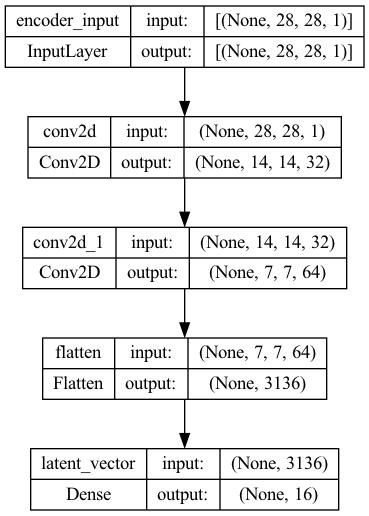 encoder_input input: [(None, 28, 28, 1)]
InputLayer output: [(None, 28, 28, 1)]
conv2d input: (None, 28, 28, 1)
Conv2D output: (None, 14, 14, 32)
conv2d_1 input: (None, 14, 14, 32)
Conv2D output: (None, 7, 7, 64)
flatten input: (None, 7, 7, 64)
Flatten output: (None, 3136)
latent_vector input: (None, 3136)
Dense output: (None, 16)